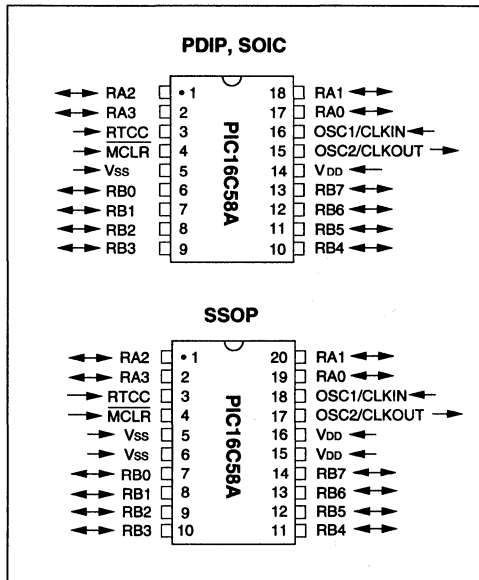 PDIP, SOIC
RA2 • 1 18 RA1
RA3 2 17 RA0
RTCC 3 16 OSC1/CLKIN
MCLR 4 15 OSC2/CLKOUT
Vss 5 14 VDD
RB0 6 13 RB7
RB1 7 12 RB6
RB2 8 11 RB5
RB3 9 10 RB4
PIC16C58A
SSOP
RA2 • 1 20 RA1
RA3 2 19 RA0
RTCC 3 18 OSC1/CLKIN
MCLR 4 17 OSC2/CLKOUT
Vss 5 16 VDD
Vss 6 15 VDD
RB0 7 14 RB7
RB1 8 13 RB6
RB2 9 12 RB5
RB3 10 11 RB4
PIC16C58A